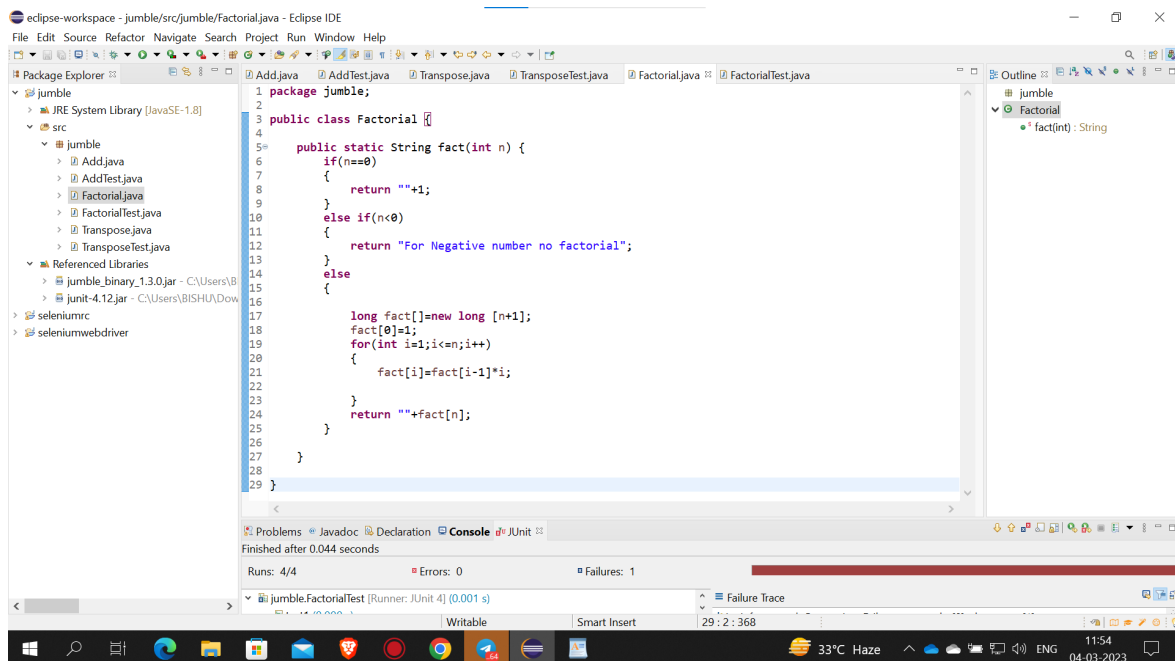 eclipse-workspace - jumble/src/jumble/Factorial.java - Eclipse IDE
File Edit Source Refactor Navigate Search Project Run Window Help
Package Explorer
jumble
JRE System Library [JavaSE-1.8]
src
jumble
Add.java
AddTest.java
Factorial.java
FactorialTest.java
Transpose.java
TransposeTest.java
Referenced Libraries
jumble_binary_1.3.0.jar - C:\Users\B
junit-4.12.jar - C:\Users\BISHU\Dow
seleniumrc
seleniumwebdriver
Add.java AddTest.java Transpose.java TransposeTest.java Factorial.java FactorialTest.java
1 package jumble;
2
3 public class Factorial {
4
5 public static String fact(int n) {
6 if(n==0)
7 {
8 return ""+1;
9 }
10 else if(n<0)
11 {
12 return "For Negative number no factorial";
13 }
14 else
15 {
16
17 long fact[]=new long [n+1];
18 fact[0]=1;
19 for(int i=1;i<=n;i++)
20 {
21 fact[i]=fact[i-1]*i;
22
23 }
24 return ""+fact[n];
25 }
26
27 }
28
29 }
Outline
jumble
Factorial
fact(int) : String
Problems Javadoc Declaration Console JUnit
Finished after 0.044 seconds
Runs: 4/4 Errors: 0 Failures: 1
jumble.FactorialTest [Runner: JUnit 4] (0.001 s)
Failure Trace
Writable Smart Insert 29 : 2 : 368
64
33°C Haze
ENG
11:54
04-03-2023